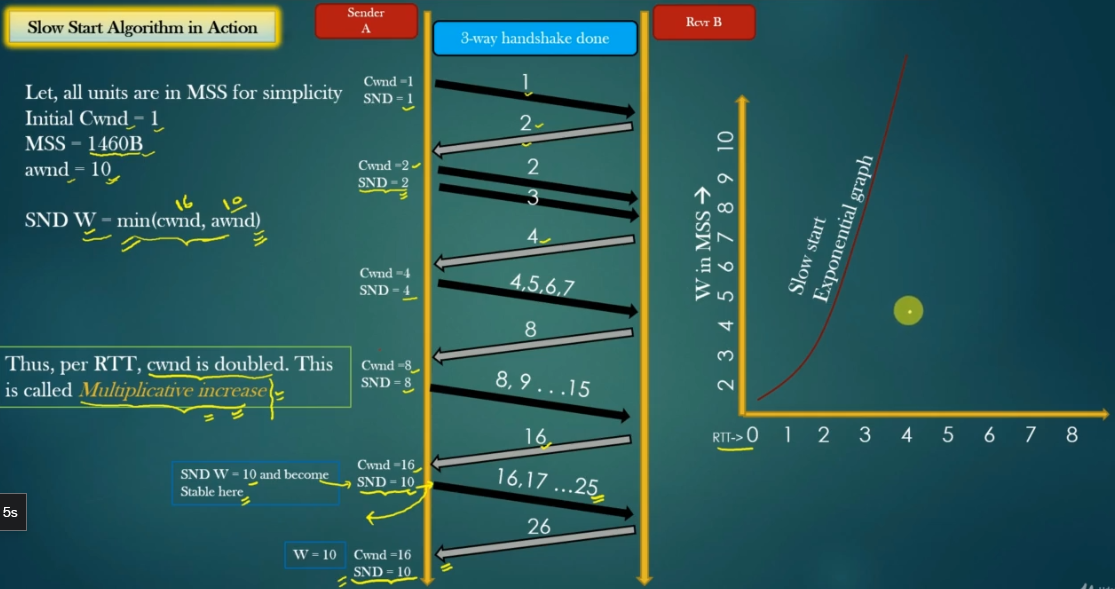 Slow Start Algorithm in Action
Sender
A
3-way handshake done
Rcvr B
Let, all units are in MSS for simplicity
Initial Cwnd = 1
MSS = 1460B
awnd = 10
16 10
SND W = min(cwnd, awnd)
Thus, per RTT, cwnd is doubled. This
is called Multiplicative increase
SND W = 10 and become
Stable here
W = 10
Cwnd =1
SND = 1
1
2
Cwnd =2
SND = 2
2
3
4
Cwnd =4
SND = 4
4,5,6,7
8
Cwnd =8
SND = 8
8, 9 ...15
16
Cwnd =16
SND = 10
16,17 ...25
26
Cwnd =16
SND = 10
W in MSS →
10
9
8
7
6
5
4
3
2
Slow start
Exponential graph
RTT-> 0 1 2 3 4 5 6 7 8
5s